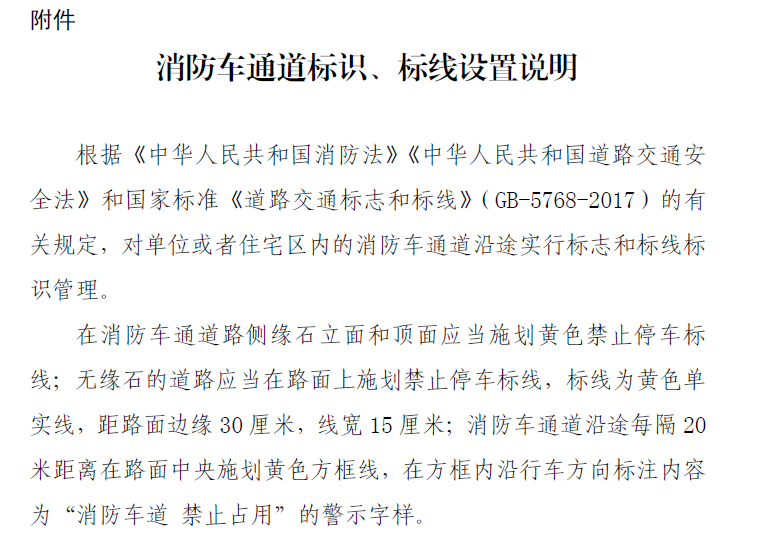 附件
消防车通道标识、标线设置说明
根据《中华人民共和国消防法》《中华人民共和国道路交通安
全法》和国家标准《道路交通标志和标线》（GB-5768-2017）的有
关规定，对单位或者住宅区内的消防车通道沿途实行标志和标线标
识管理。
在消防车通道路侧缘石立面和顶面应当施划黄色禁止停车标
线；无缘石的道路应当在路面上施划禁止停车标线，标线为黄色单
实线，距路面边缘 30 厘米，线宽 15 厘米；消防车通道沿途每隔 20
米距离在路面中央施划黄色方框线，在方框内沿行车方向标注内容
为“消防车道 禁止占用”的警示字样。